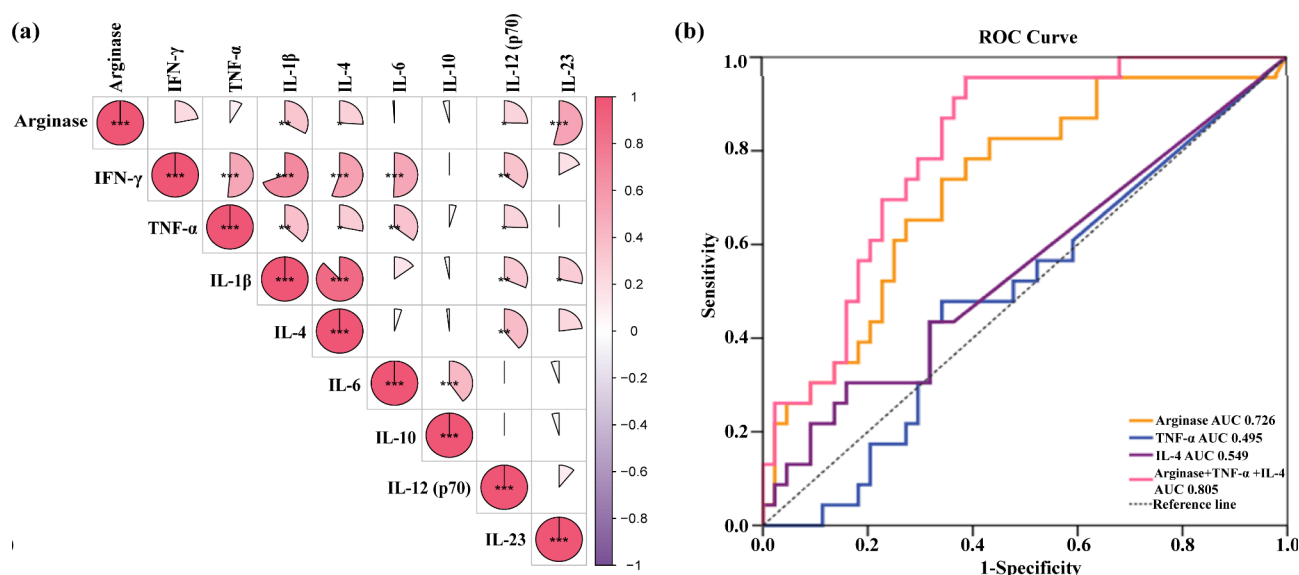 (a)
Arginase
IFN-γ
TNF-α
IL-1β
IL-4
IL-6
IL-10
IL-12 (p70)
IL-23
Arginase *** ** * * ***
IFN-γ *** *** *** *** *** **
TNF-α *** ** * ** *
IL-1β *** *** ** *
IL-4 *** **
IL-6 *** ***
IL-10 ***
IL-12 (p70) ***
IL-23 ***
1
0.8
0.6
0.4
0.2
0
−0.2
−0.4
−0.6
−0.8
−1
)
(b)
ROC Curve
Sensitivity
1.0
0.8
0.6
0.4
0.2
0.0
0.0 0.2 0.4 0.6 0.8 1.0
1-Specificity
Arginase AUC 0.726
TNF-α AUC 0.495
IL-4 AUC 0.549
Arginase+TNF-α +IL-4
AUC 0.805
Reference line